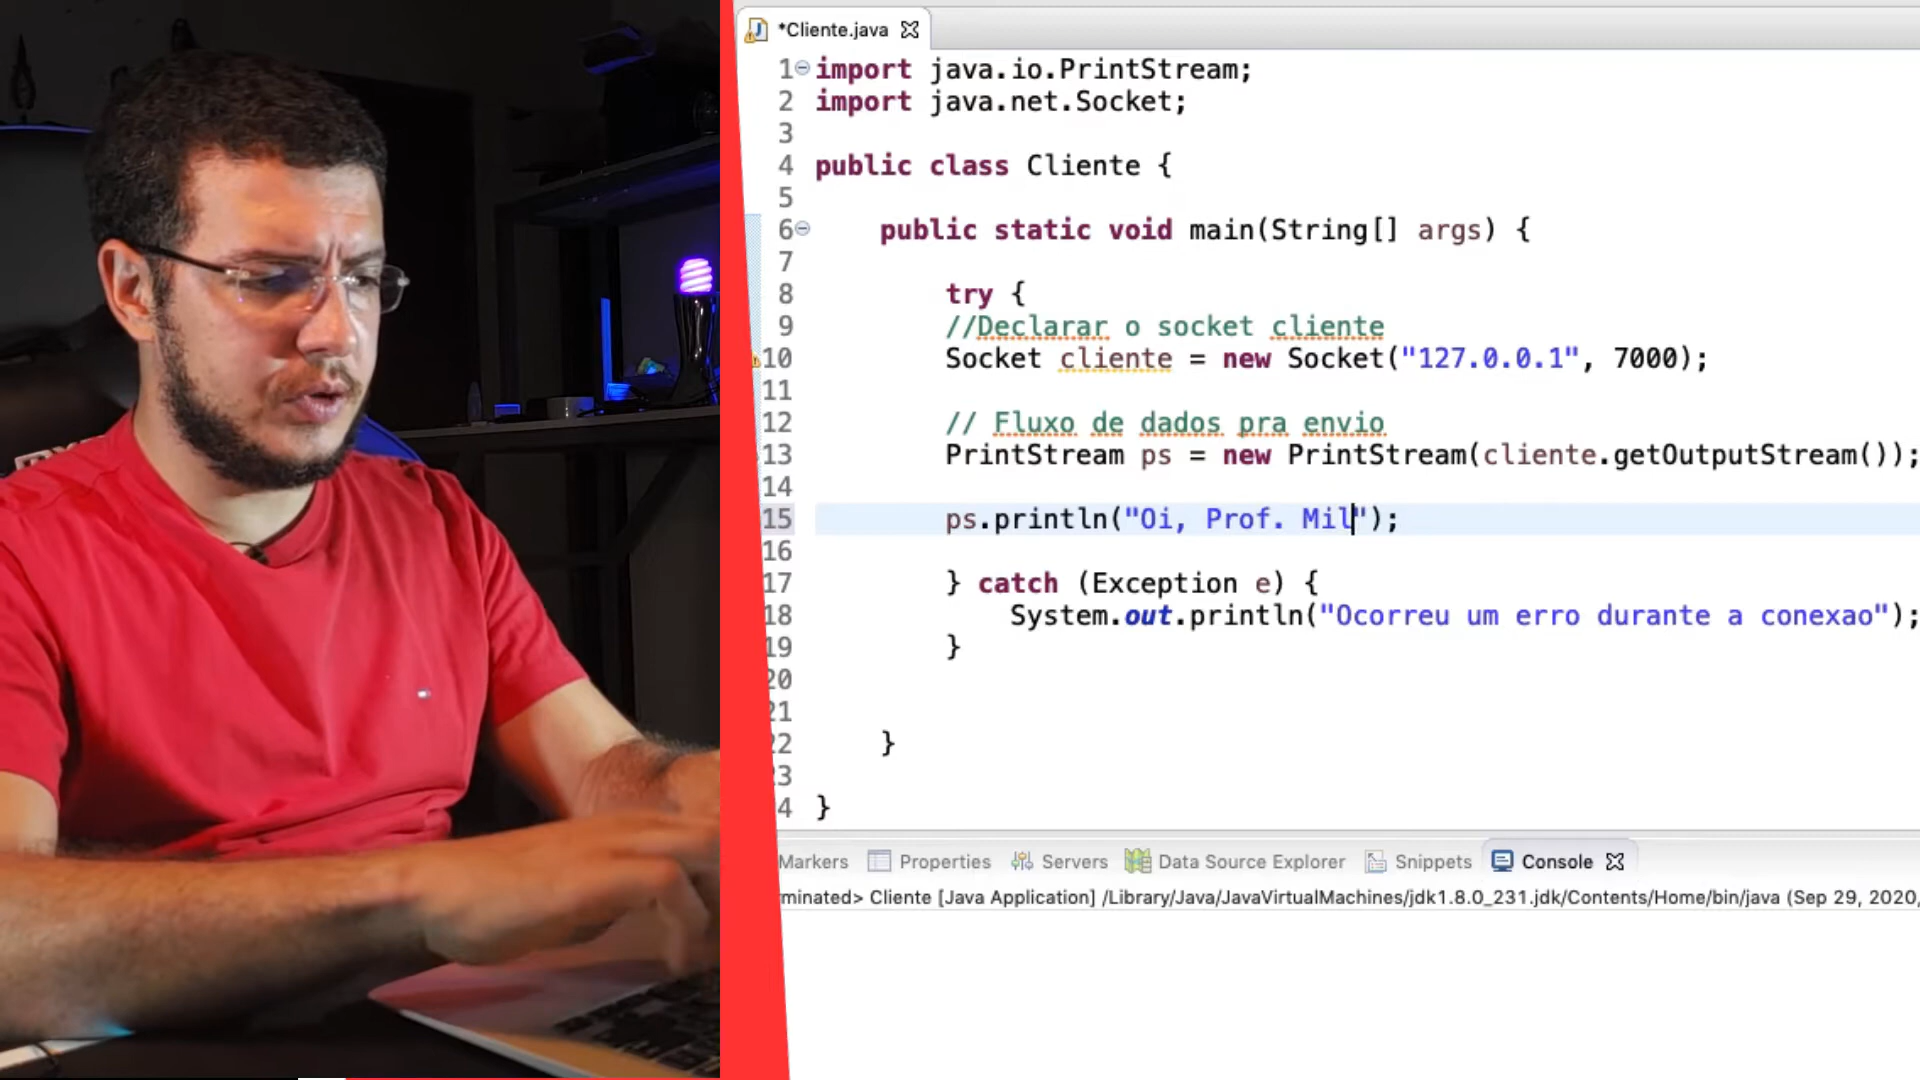 *Cliente.java
1 import java.io.PrintStream;
2 import java.net.Socket;
3
4 public class Cliente {
5
6 public static void main(String[] args) {
7
8 try {
9 //Declarar o socket cliente
10 Socket cliente = new Socket("127.0.0.1", 7000);
11
12 // Fluxo de dados pra envio
13 PrintStream ps = new PrintStream(cliente.getOutputStream());
14
15 ps.println("Oi, Prof. Mil");
16
17 } catch (Exception e) {
18 System.out.println("Ocorreu um erro durante a conexao");
19 }
20
21
22 }
23
4 }
Markers Properties Servers Data Source Explorer Snippets Console
minated> Cliente [Java Application] /Library/Java/JavaVirtualMachines/jdk1.8.0_231.jdk/Contents/Home/bin/java (Sep 29, 2020,